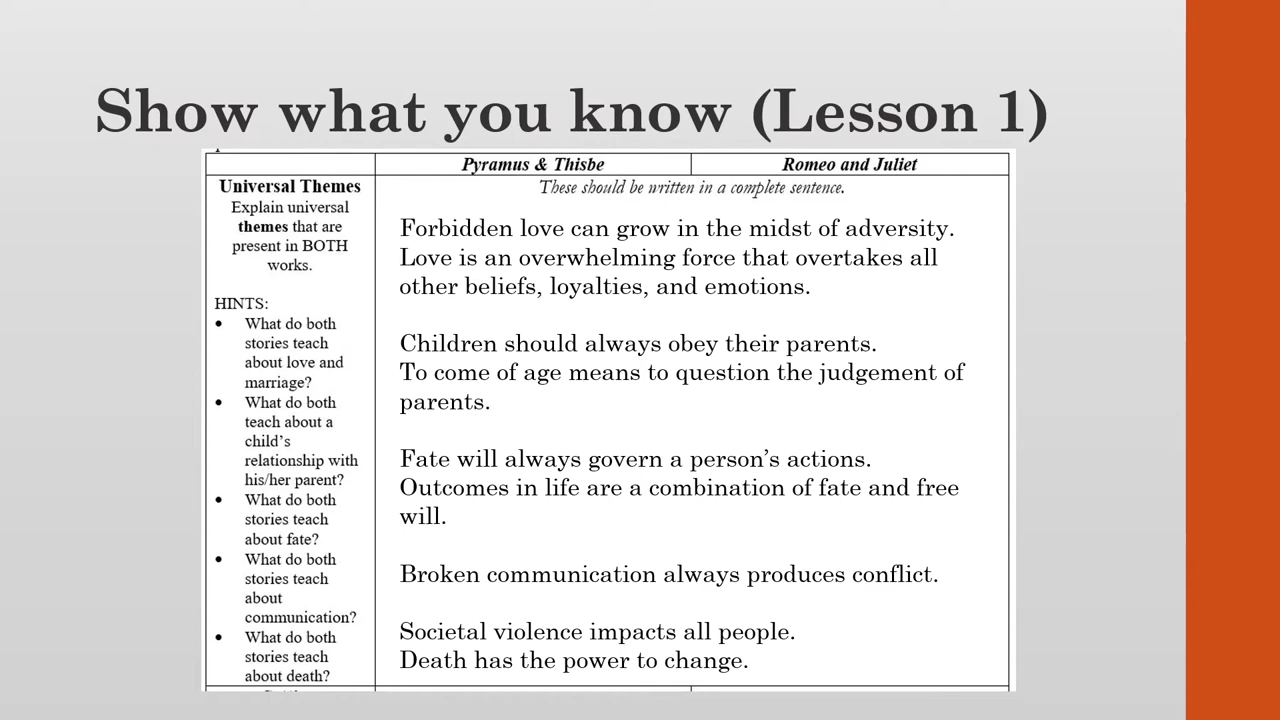 Show what you know (Lesson 1)
Pyramus & Thisbe
Romeo and Juliet
Universal Themes
Explain universal
themes that are
present in BOTH
works.
HINTS:
• What do both
stories teach
about love and
marriage?
• What do both
teach about a
child's
relationship with
his/her parent?
• What do both
stories teach
about fate?
• What do both
stories teach
about
communication?
• What do both
stories teach
about death?
These should be written in a complete sentence.
Forbidden love can grow in the midst of adversity.
Love is an overwhelming force that overtakes all
other beliefs, loyalties, and emotions.
Children should always obey their parents.
To come of age means to question the judgement of
parents.
Fate will always govern a person's actions.
Outcomes in life are a combination of fate and free
will.
Broken communication always produces conflict.
Societal violence impacts all people.
Death has the power to change.